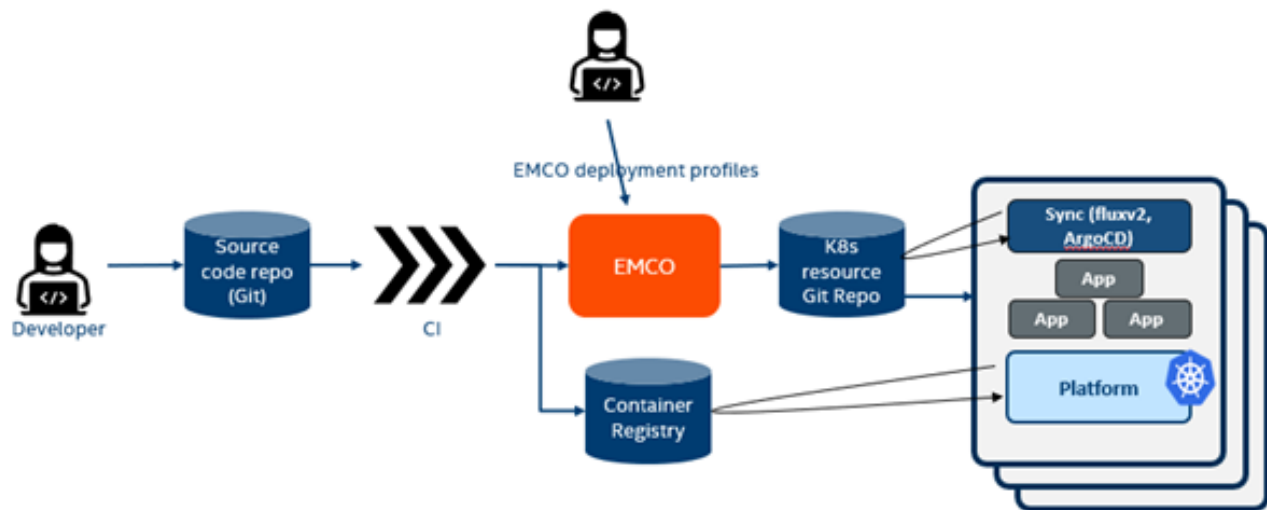 </>
EMCO deployment profiles
</>
Developer
Source
code repo
(Git)
CI
EMCO
Container
Registry
K8s
resource
Git Repo
Sync (fluxv2,
ArgoCD)
App
App
App
Platform